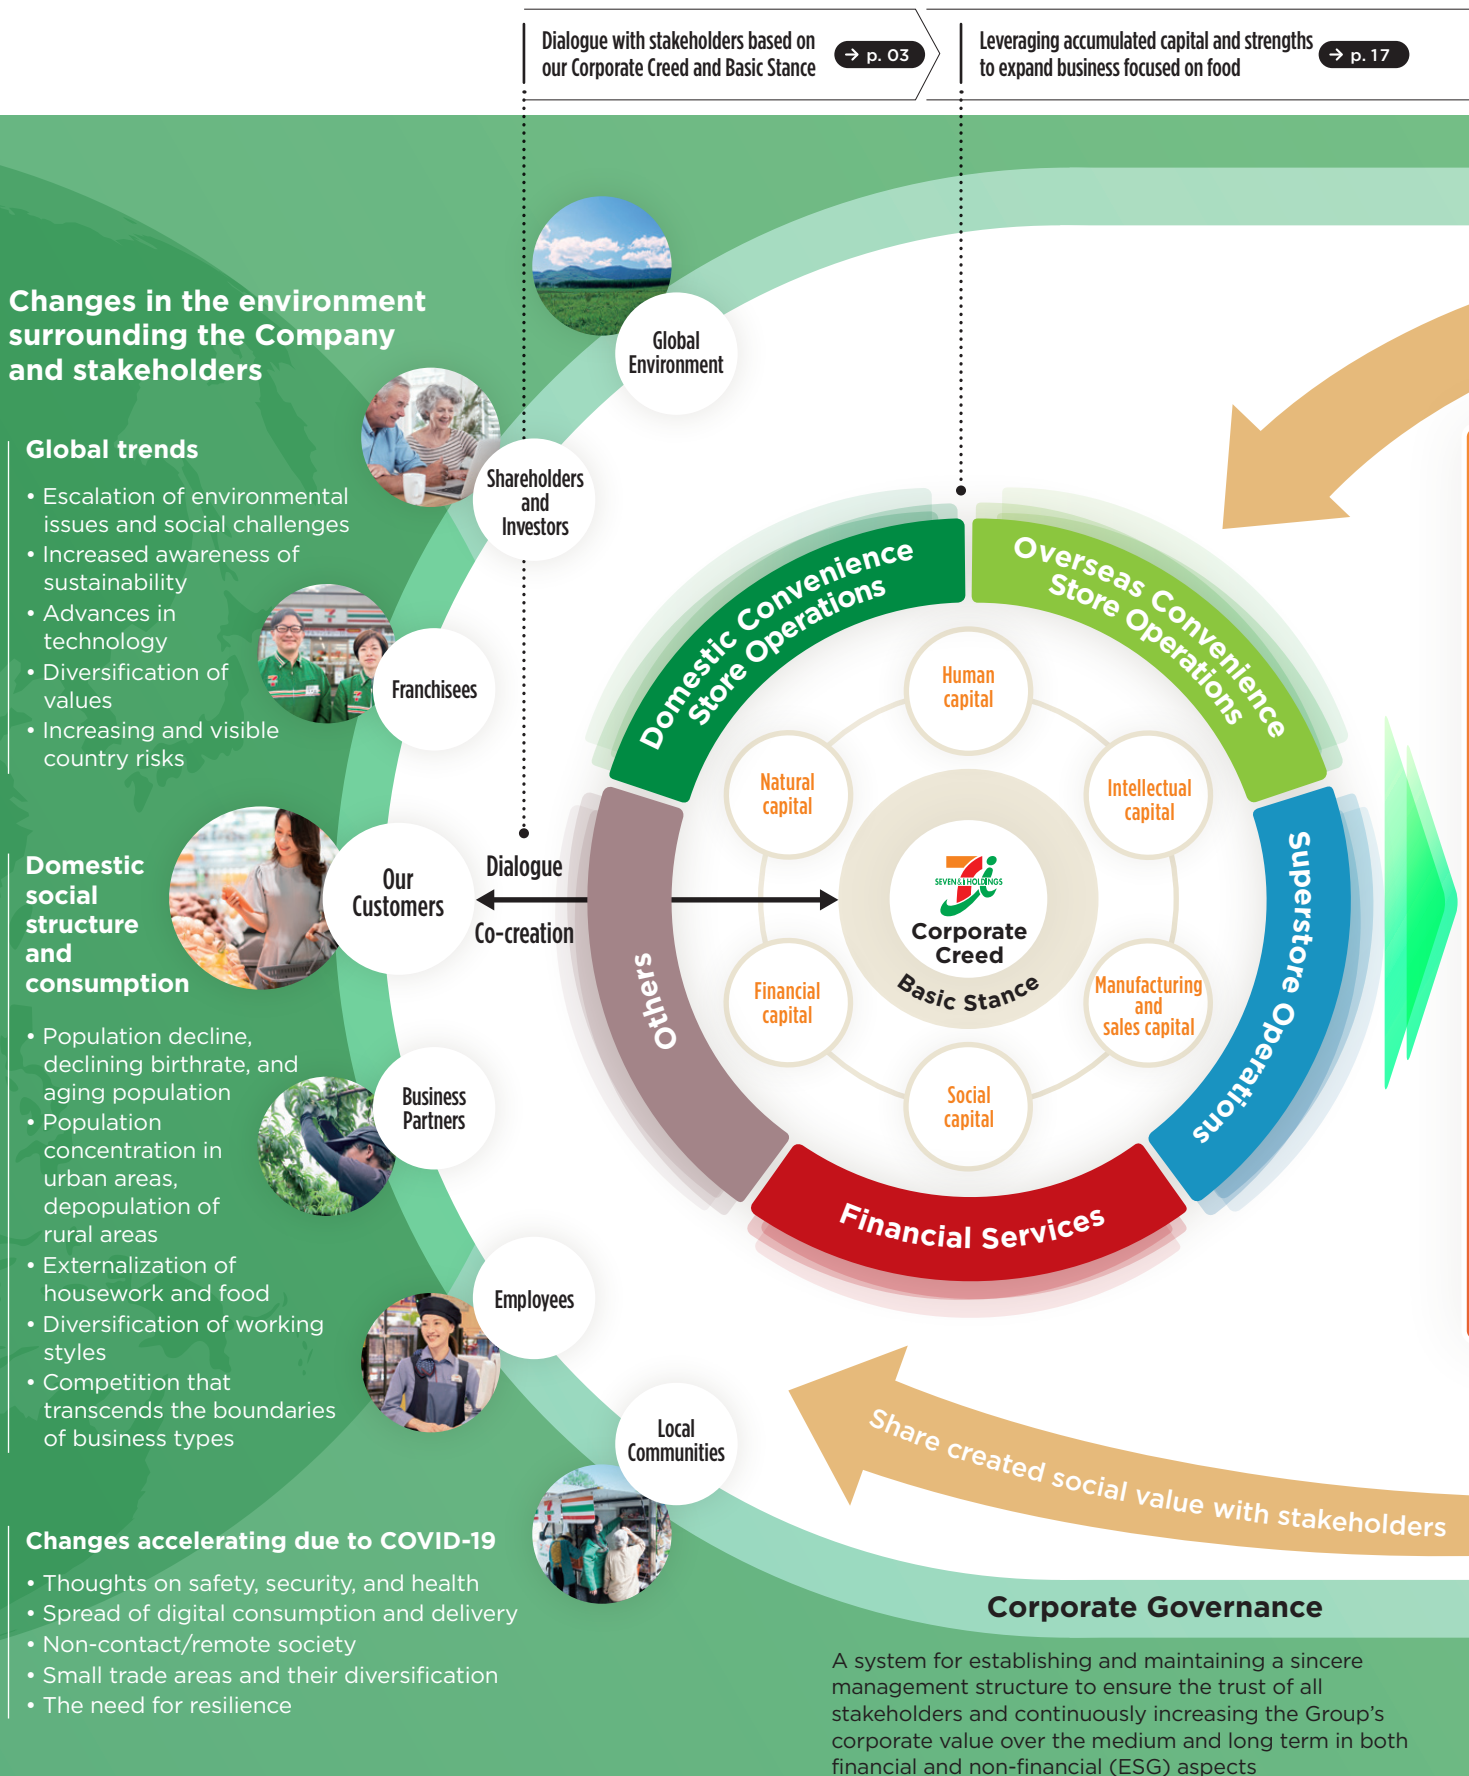 Dialogue with stakeholders based on
our Corporate Creed and Basic Stance
→ p. 03
Leveraging accumulated capital and strengths
to expand business focused on food
→ p. 17
Changes in the environment
surrounding the Company
and stakeholders
Global trends
• Escalation of environmental
issues and social challenges
• Increased awareness of
sustainability
• Advances in
technology
• Diversification of
values
• Increasing and visible
country risks
Domestic
social
structure
and
consumption
• Population decline,
declining birthrate, and
aging population
• Population
concentration in
urban areas,
depopulation of
rural areas
• Externalization of
housework and food
• Diversification of working
styles
• Competition that
transcends the boundaries
of business types
Changes accelerating due to COVID-19
• Thoughts on safety, security, and health
• Spread of digital consumption and delivery
• Non-contact/remote society
• Small trade areas and their diversification
• The need for resilience
Global
Environment
Shareholders
and
Investors
Franchisees
Our
Customers
Business
Partners
Employees
Local
Communities
Dialogue
Co-creation
Domestic Convenience
Store Operations
Overseas Convenience
Store Operations
Superstore Operations
Financial Services
Others
Human
capital
Intellectual
capital
Manufacturing
and
sales capital
Social
capital
Financial
capital
Natural
capital
SEVEN & i HOLDINGS
Corporate
Creed
Basic Stance
Share created social value with stakeholders
Corporate Governance
A system for establishing and maintaining a sincere
management structure to ensure the trust of all
stakeholders and continuously increasing the Group's
corporate value over the medium and long term in both
financial and non-financial (ESG) aspects